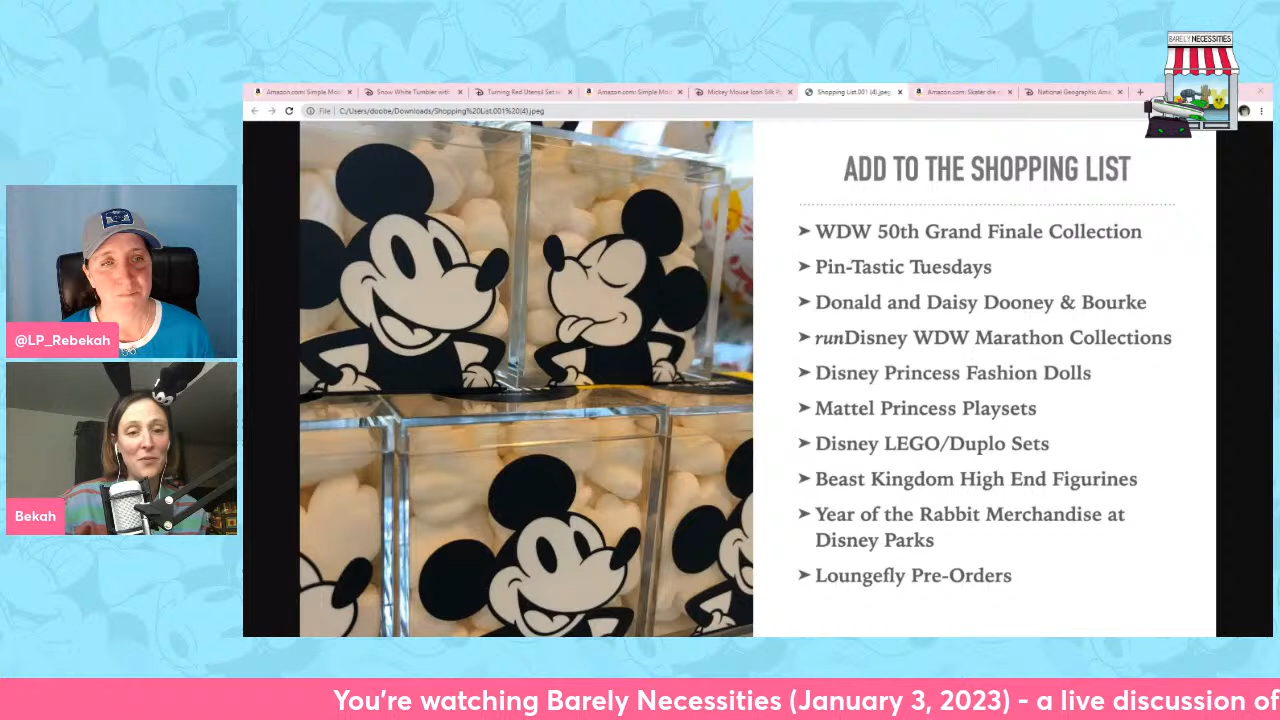 BARELY NECESSITIES
Amazon.com: Simple Mo
Snow White Tumbler with
Turning Red Utensil Set
Amazon.com: Simple Mo
Mickey Mouse Icon Silk
Shopping List.001 (4).jpeg
Amazon.com: Skater die
National Geographic
File
C:/Users/doobe/Downloads/Shopping%20List.001%20(4).jpeg
ADD TO THE SHOPPING LIST
➤ WDW 50th Grand Finale Collection
➤ Pin-Tastic Tuesdays
➤ Donald and Daisy Dooney & Bourke
➤ runDisney WDW Marathon Collections
➤ Disney Princess Fashion Dolls
➤ Mattel Princess Playsets
➤ Disney LEGO/Duplo Sets
➤ Beast Kingdom High End Figurines
➤ Year of the Rabbit Merchandise at
Disney Parks
➤ Loungefly Pre-Orders
@LP_Rebekah
Bekah
You're watching Barely Necessities (January 3, 2023) - a live discussion of